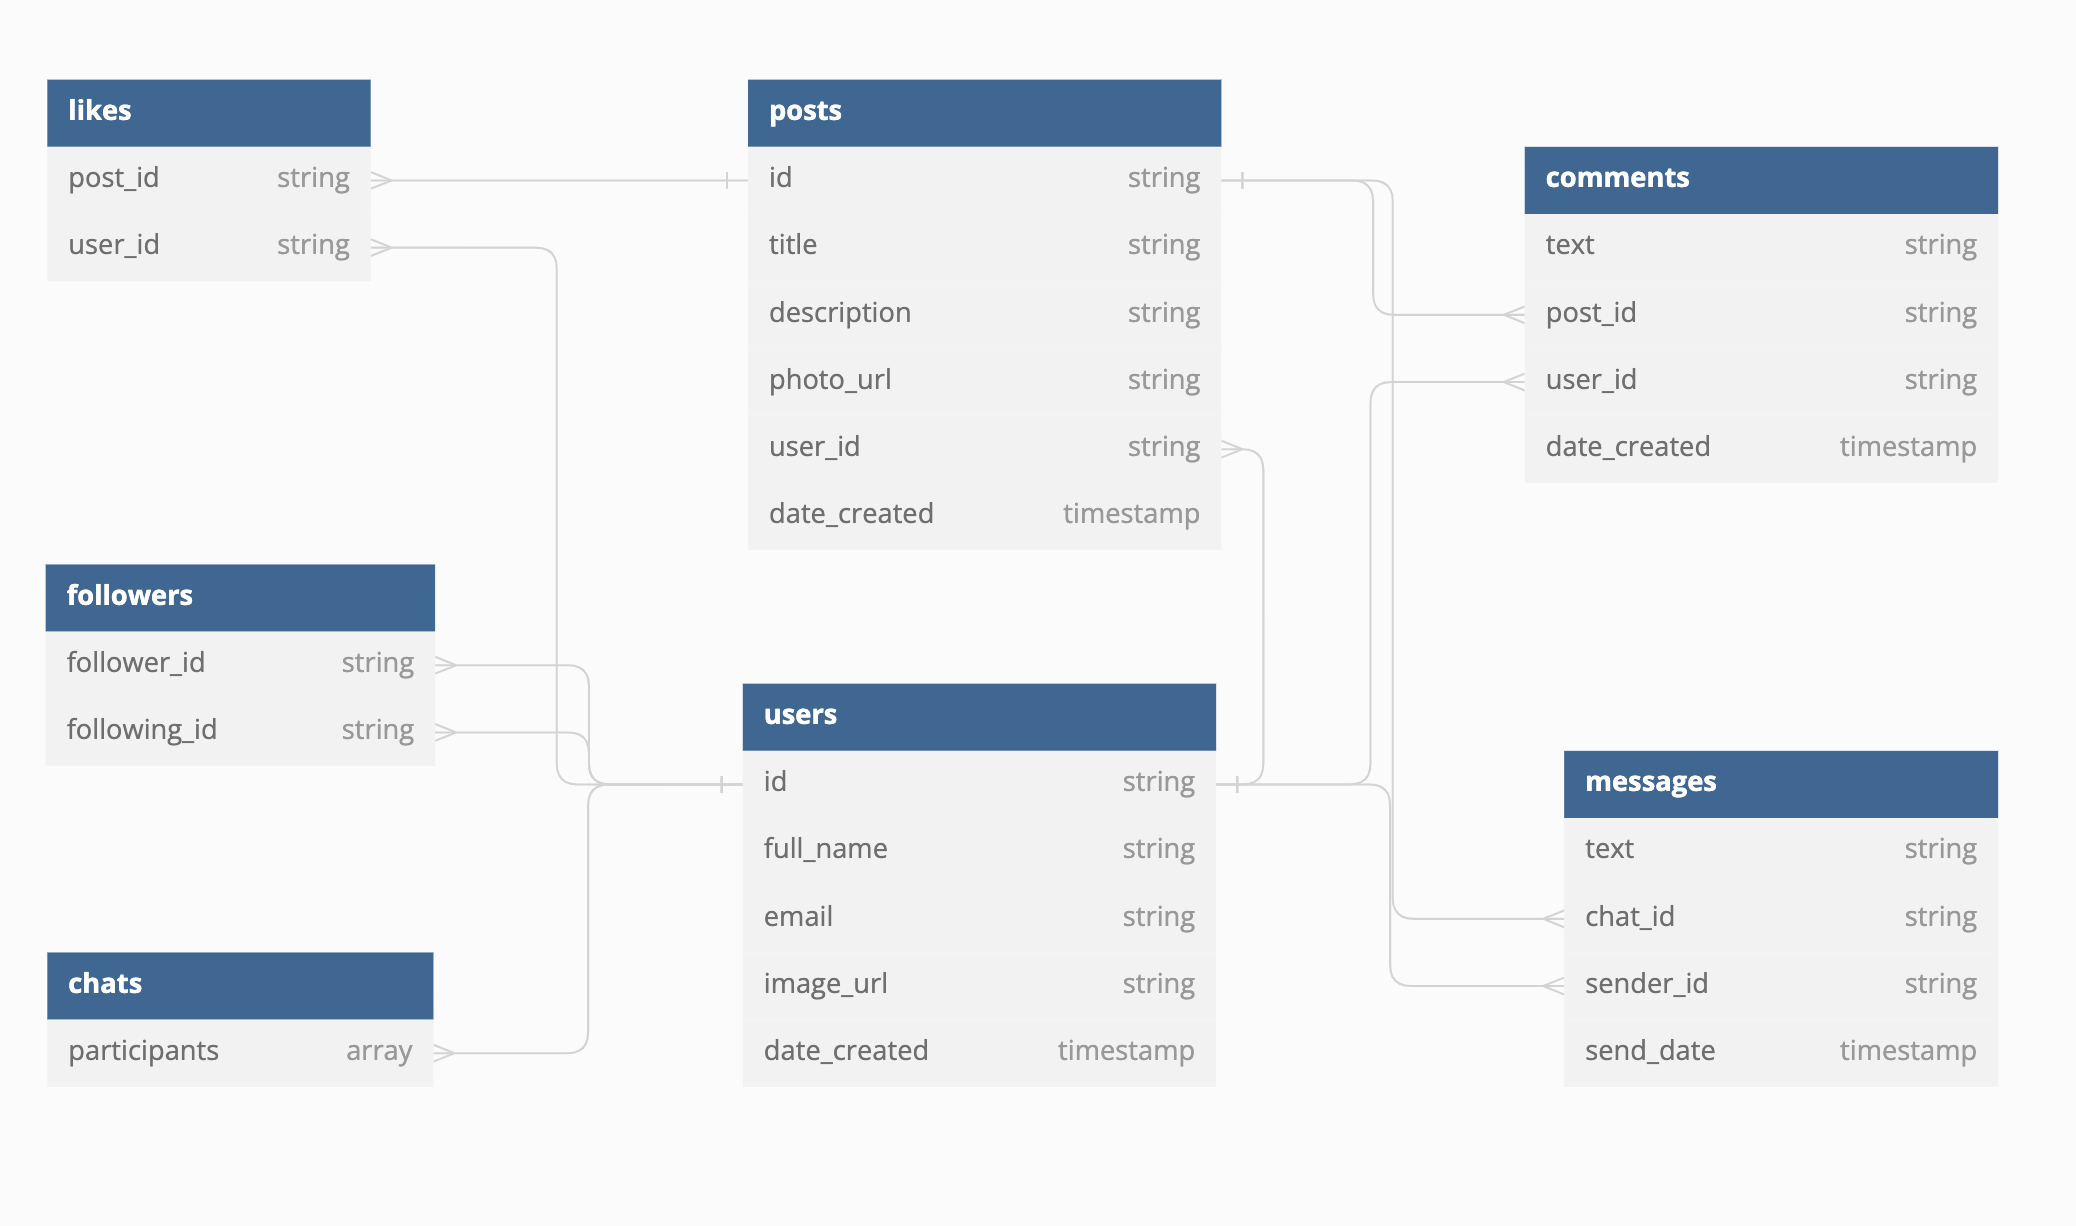 likes
post_id string
user_id string
posts
id string
title string
description string
photo_url string
user_id string
date_created timestamp
comments
text string
post_id string
user_id string
date_created timestamp
followers
follower_id string
following_id string
users
id string
full_name string
email string
image_url string
date_created timestamp
messages
text string
chat_id string
sender_id string
send_date timestamp
chats
participants array